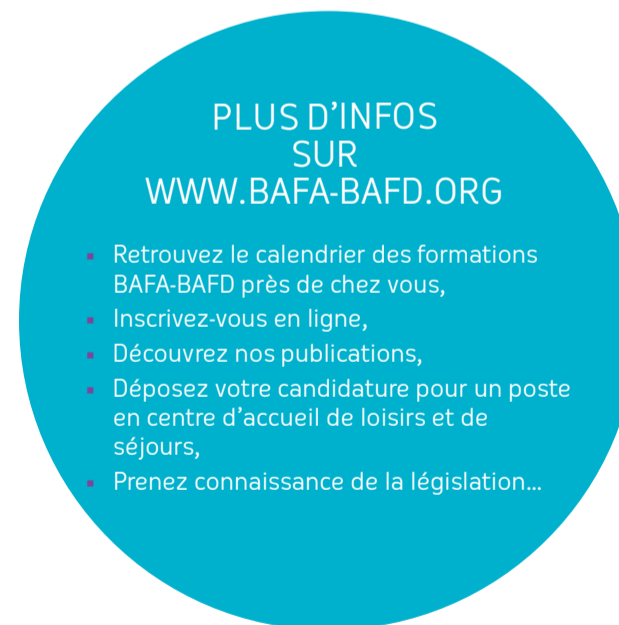 PLUS D'INFOS
SUR
WWW.BAFA-BAFD.ORG
▪ Retrouvez le calendrier des formations
BAFA-BAFD près de chez vous,
▪ Inscrivez-vous en ligne,
▪ Découvrez nos publications,
▪ Déposez votre candidature pour un poste
en centre d'accueil de loisirs et de
séjours,
▪ Prenez connaissance de la législation...